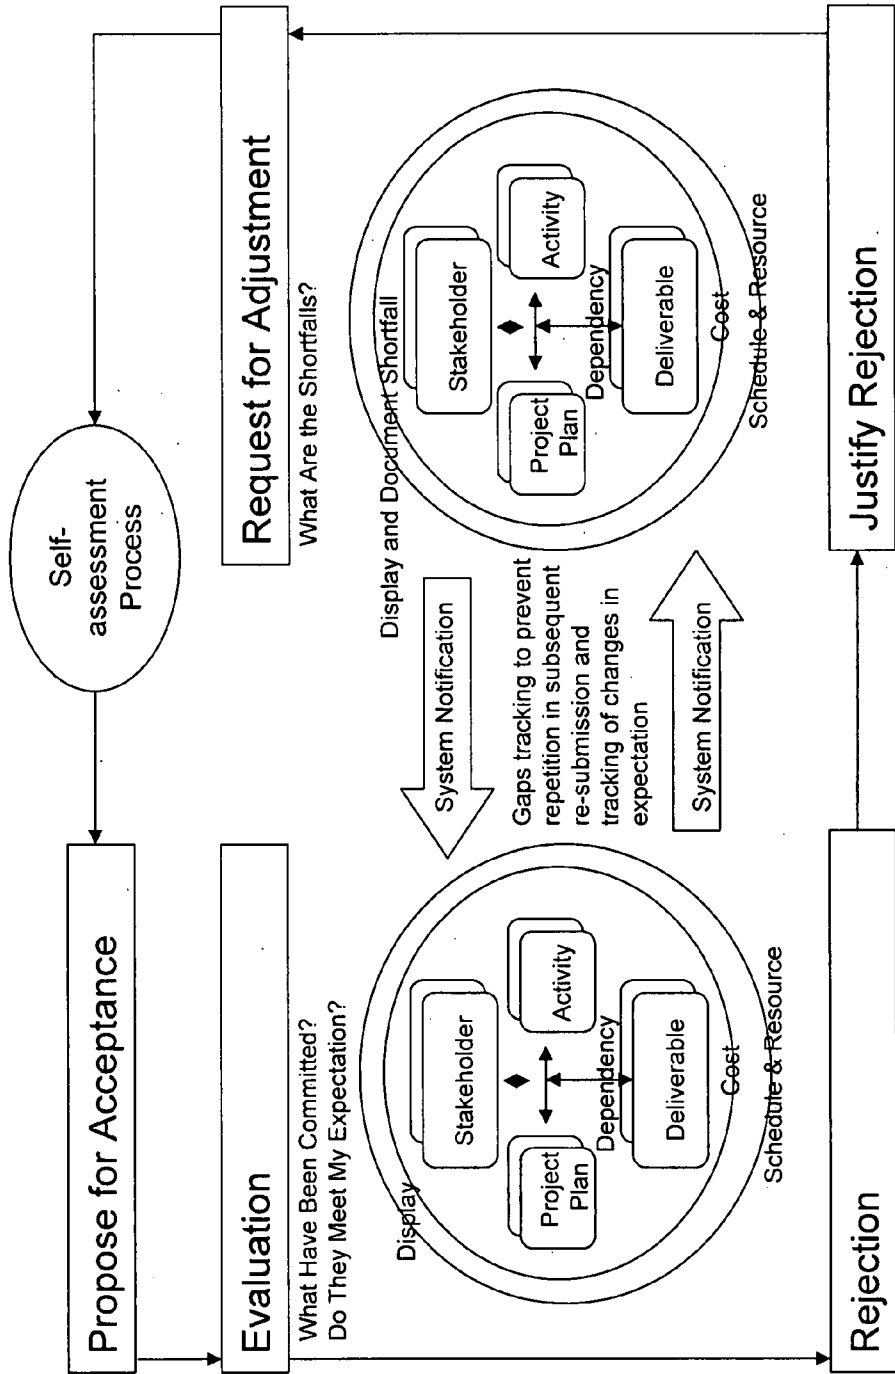 Propose for Acceptance
Self-
assessment
Process
Evaluation
What Have Been Committed?
Do They Meet My Expectation?
Display
Stakeholder
Project
Plan
Activity
Dependency
Deliverable
Cost
Schedule & Resource
Request for Adjustment
What Are the Shortfalls?
Display and Document Shortfall
Stakeholder
Project
Plan
Activity
Dependency
Deliverable
Cost
Schedule & Resource
System Notification
Gaps tracking to prevent
repetition in subsequent
re-submission and
tracking of changes in
expectation
System Notification
Rejection
Justify Rejection